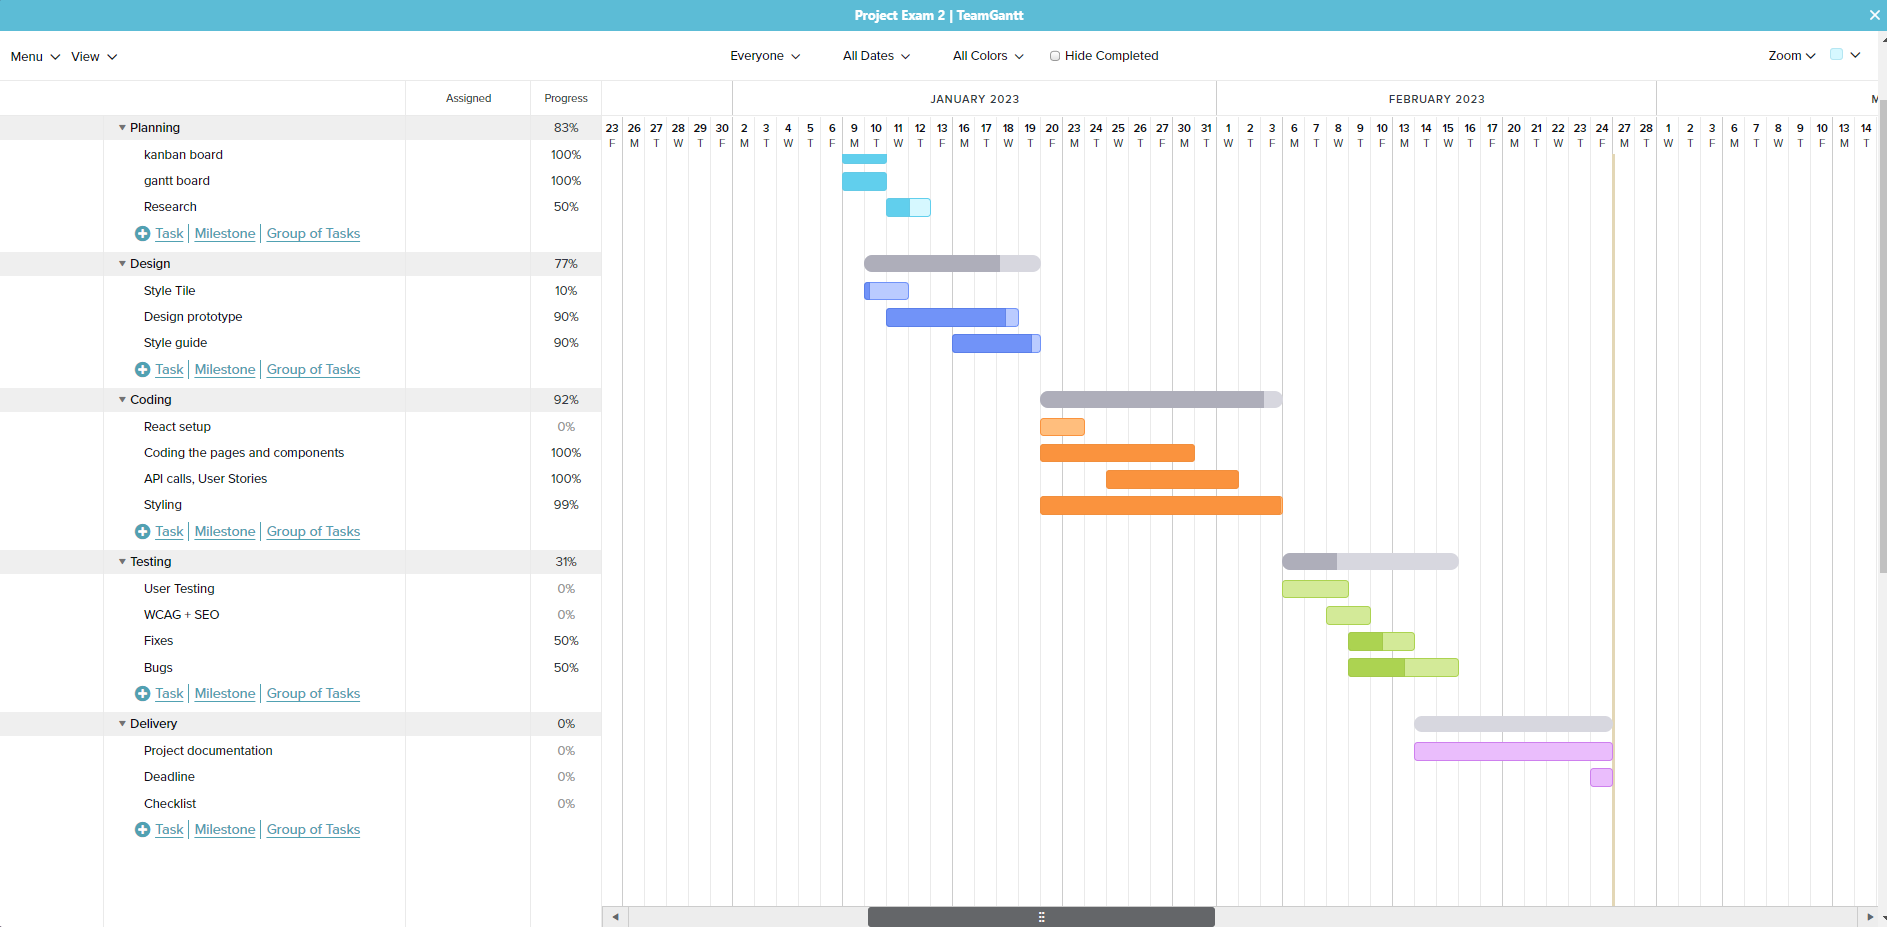 Project Exam 2 | TeamGantt
Menu View Everyone All Dates All Colors Hide Completed Zoom
Assigned Progress JANUARY 2023 FEBRUARY 2023 M
23 26 27 28 29 30 2 3 4 5 6 9 10 11 12 13 16 17 18 19 20 23 24 25 26 27 30 31 1 2 3 6 7 8 9 10 13 14 15 16 17 20 21 22 23 24 27 28 1 2 3 6 7 8 9 10 13 14
F M T W T F M T W T F M T W T F M T W T F M T W T F M T W T F M T W T F M T W T F M T W T F M T W T F M T W T F M T
Planning 83%
kanban board 100%
gantt board 100%
Research 50%
Task | Milestone | Group of Tasks
Design 77%
Style Tile 10%
Design prototype 90%
Style guide 90%
Task | Milestone | Group of Tasks
Coding 92%
React setup 0%
Coding the pages and components 100%
API calls, User Stories 100%
Styling 99%
Task | Milestone | Group of Tasks
Testing 31%
User Testing 0%
WCAG + SEO 0%
Fixes 50%
Bugs 50%
Task | Milestone | Group of Tasks
Delivery 0%
Project documentation 0%
Deadline 0%
Checklist 0%
Task | Milestone | Group of Tasks